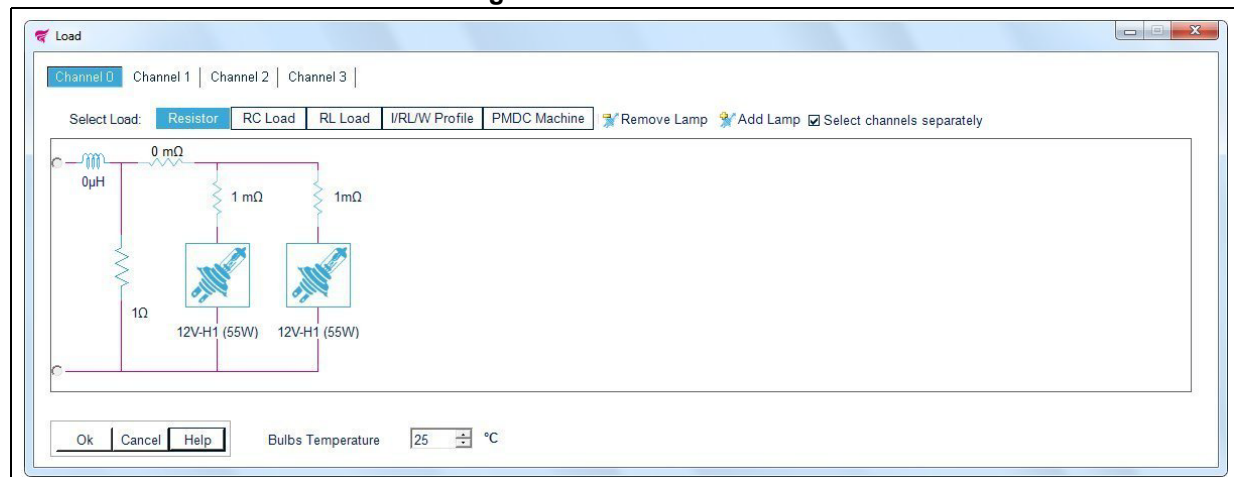 Load
Channel 0 Channel 1 Channel 2 Channel 3
Select Load: Resistor RC Load RL Load I/RL/W Profile PMDC Machine Remove Lamp Add Lamp Select channels separately
0 mΩ
0µH
1 mΩ 1mΩ
1Ω
12V-H1 (55W) 12V-H1 (55W)
Ok Cancel Help Bulbs Temperature 25 °C